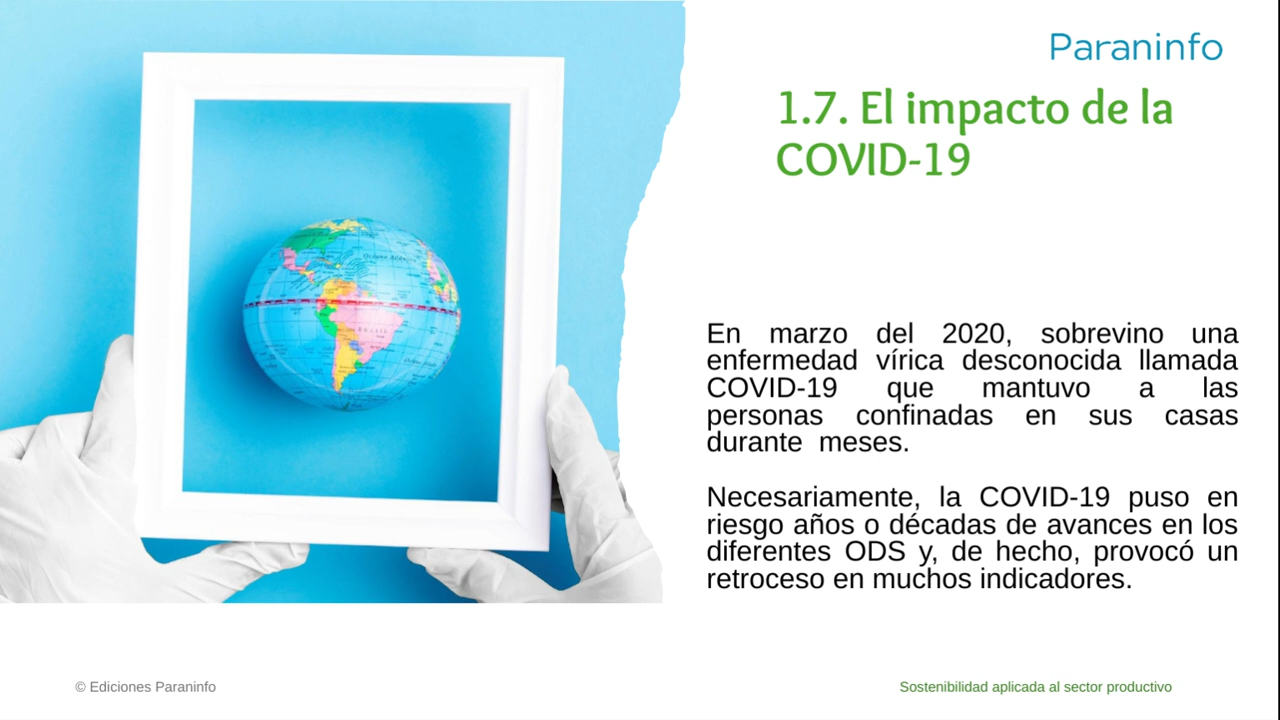 Paraninfo
1.7. El impacto de la
COVID-19
En marzo del 2020, sobrevino una
enfermedad vírica desconocida llamada
COVID-19 que mantuvo a las
personas confinadas en sus casas
durante meses.
Necesariamente, la COVID-19 puso en
riesgo años o décadas de avances en los
diferentes ODS y, de hecho, provocó un
retroceso en muchos indicadores.
BRASIL
© Ediciones Paraninfo
Sostenibilidad aplicada al sector productivo